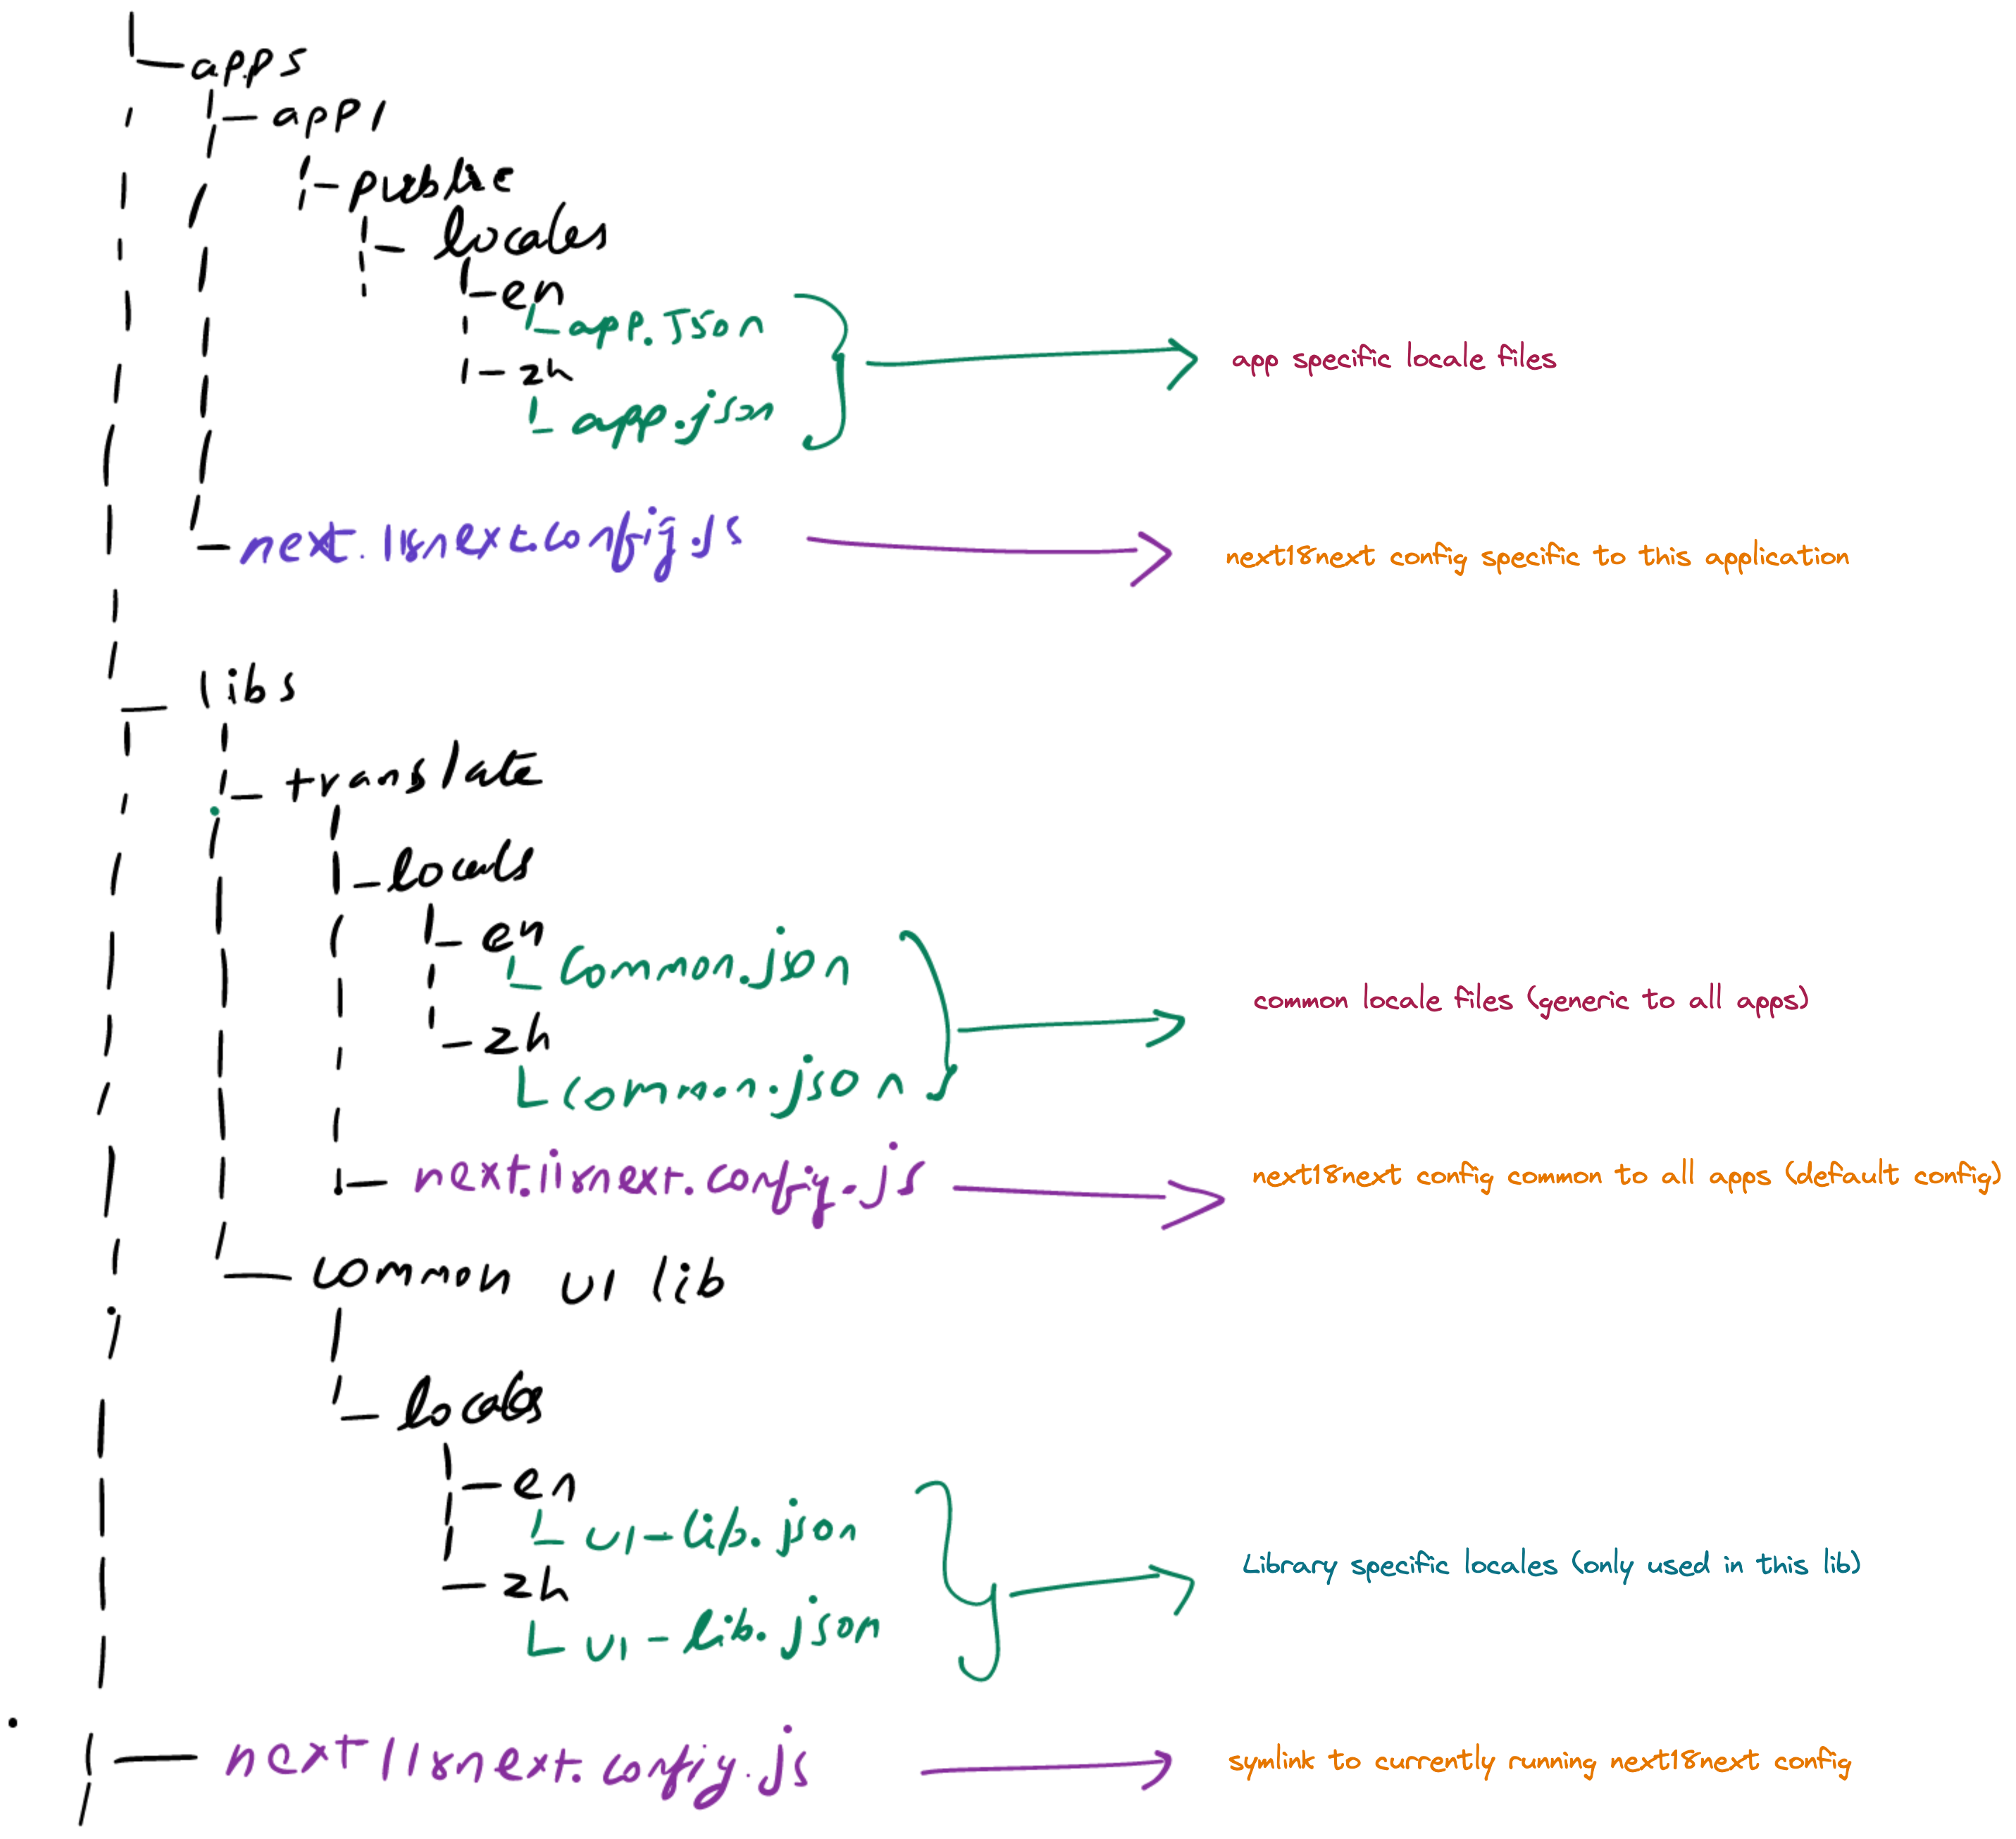 apps
app1
public
locales
en
app.json
app specific locale files
zh
app.json
next.i18next.config.js
next18next config specific to this application
libs
translate
locals
en
common.json
common locale files (generic to all apps)
zh
common.json
next.i18next.config.js
next18next config common to all apps (default config)
common UI lib
locales
en
UI-lib.json
Library specific locales (only used in this lib)
zh
UI-lib.json
next i18next.config.js
symlink to currently running next18next config